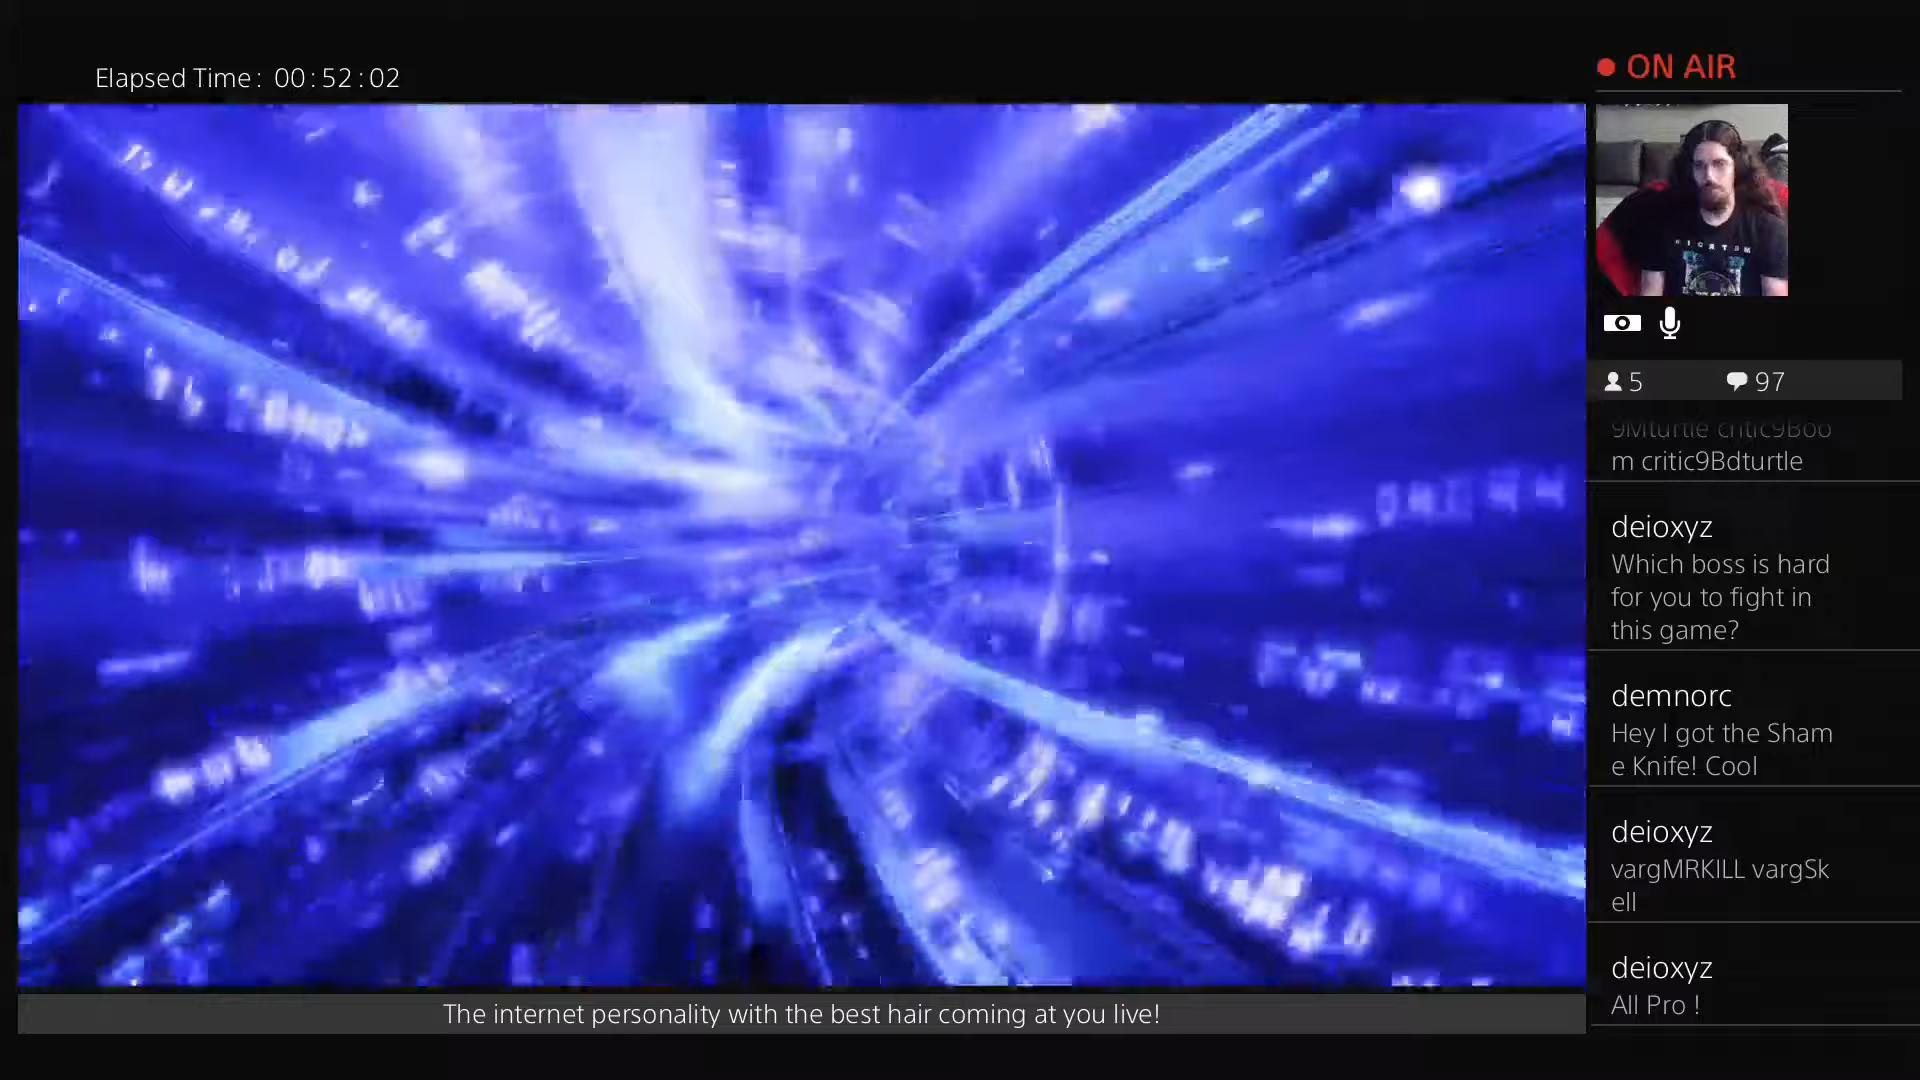 Elapsed Time: 00:52:02
ON AIR
5
97
9Mturtle critic9Boo
m critic9Bdturtle
deioxyz
Which boss is hard
for you to fight in
this game?
demnorc
Hey I got the Sham
e Knife! Cool
deioxyz
vargMRKILL vargSk
ell
deioxyz
All Pro !
The internet personality with the best hair coming at you live!